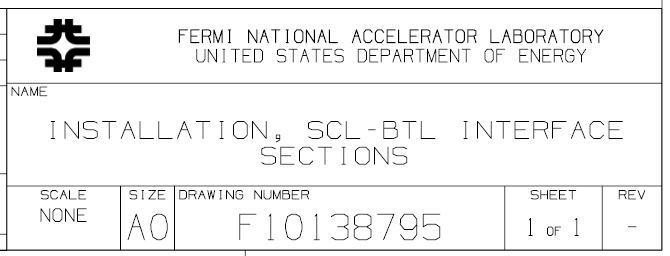 FERMI NATIONAL ACCELERATOR LABORATORY
UNITED STATES DEPARTMENT OF ENERGY
NAME
INSTALLATION, SCL-BTL INTERFACE
SECTIONS
SCALE
NONE
SIZE
A0
DRAWING NUMBER
F10138795
SHEET
1 OF 1
REV
-